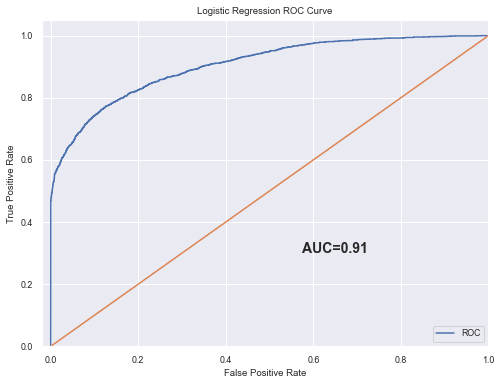 Logistic Regression ROC Curve
1.0
0.8
0.6
0.4
0.2
0.0
True Positive Rate
AUC=0.91
ROC
0.0 0.2 0.4 0.6 0.8 1.0
False Positive Rate